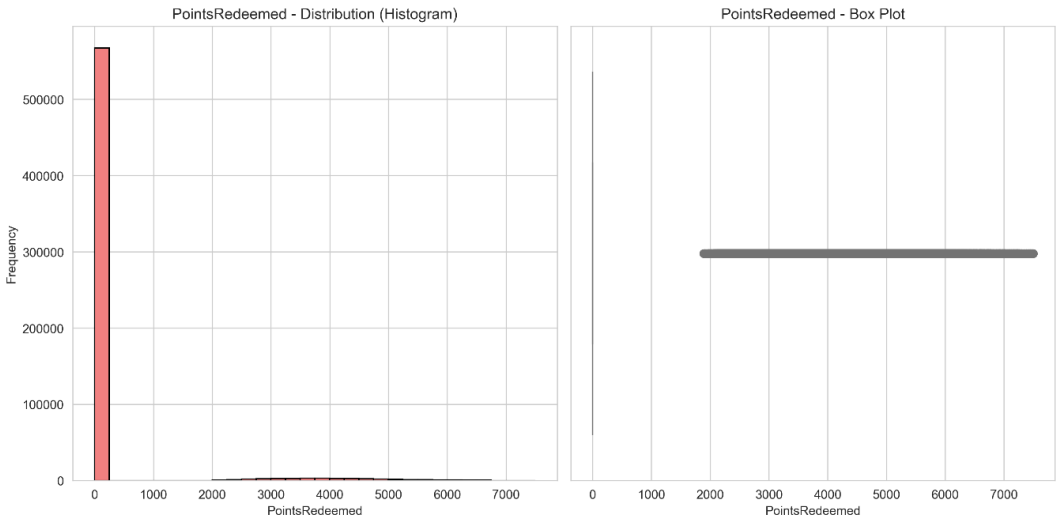 PointsRedeemed - Distribution (Histogram)
500000
400000
300000
200000
100000
0
Frequency
0 1000 2000 3000 4000 5000 6000 7000
PointsRedeemed
PointsRedeemed - Box Plot
0 1000 2000 3000 4000 5000 6000 7000
PointsRedeemed